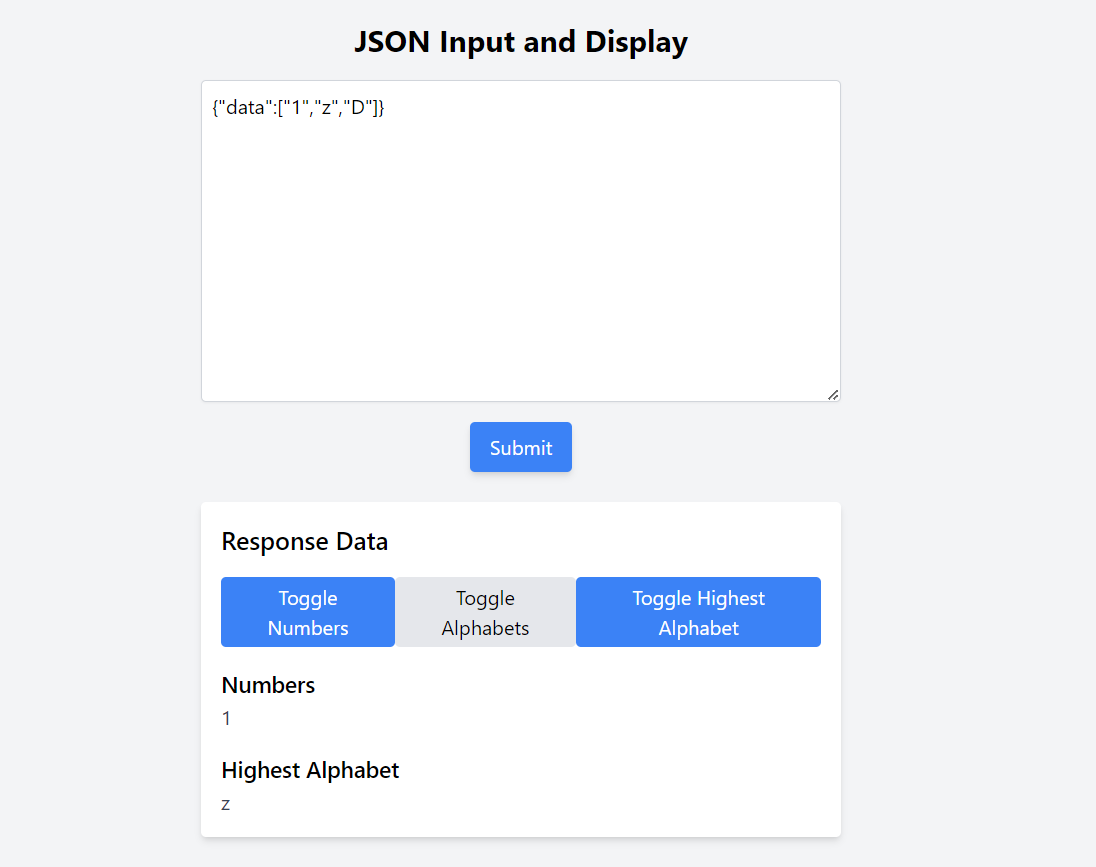 JSON Input and Display
{"data":["1","z","D"]}
Submit
Response Data
Toggle
Numbers
Toggle
Alphabets
Toggle Highest
Alphabet
Numbers
1
Highest Alphabet
z